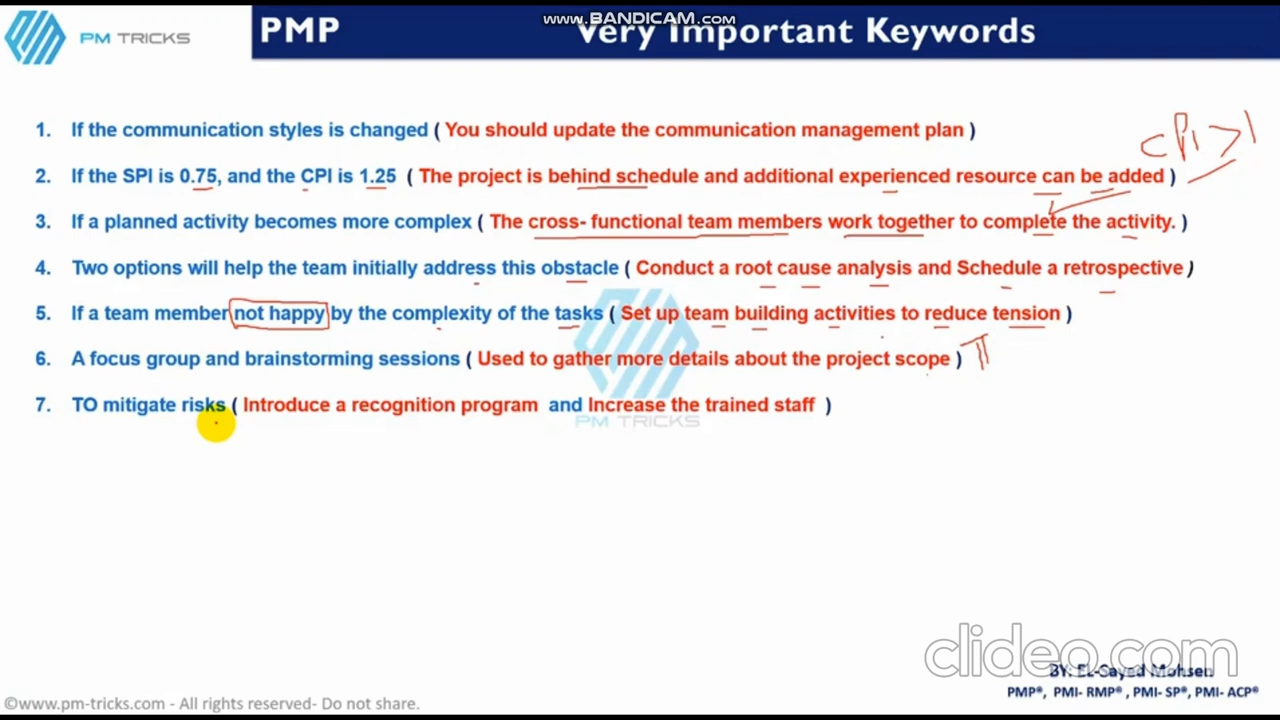 www.BANDICAM.com
PM TRICKS
PMP Very Important Keywords
CPI > 1
1. If the communication styles is changed ( You should update the communication management plan )
2. If the SPI is 0.75, and the CPI is 1.25 ( The project is behind schedule and additional experienced resource can be added )
3. If a planned activity becomes more complex ( The cross- functional team members work together to complete the activity. )
4. Two options will help the team initially address this obstacle ( Conduct a root cause analysis and Schedule a retrospective )
5. If a team member not happy by the complexity of the tasks ( Set up team building activities to reduce tension )
6. A focus group and brainstorming sessions ( Used to gather more details about the project scope )
7. TO mitigate risks ( Introduce a recognition program and Increase the trained staff )
PM TRICKS
clideo.com
BY: EL-Sayed Mohsen
PMP®, PMI- RMP® , PMI- SP®, PMI- ACP®
©www.pm-tricks.com - All rights reserved- Do not share.